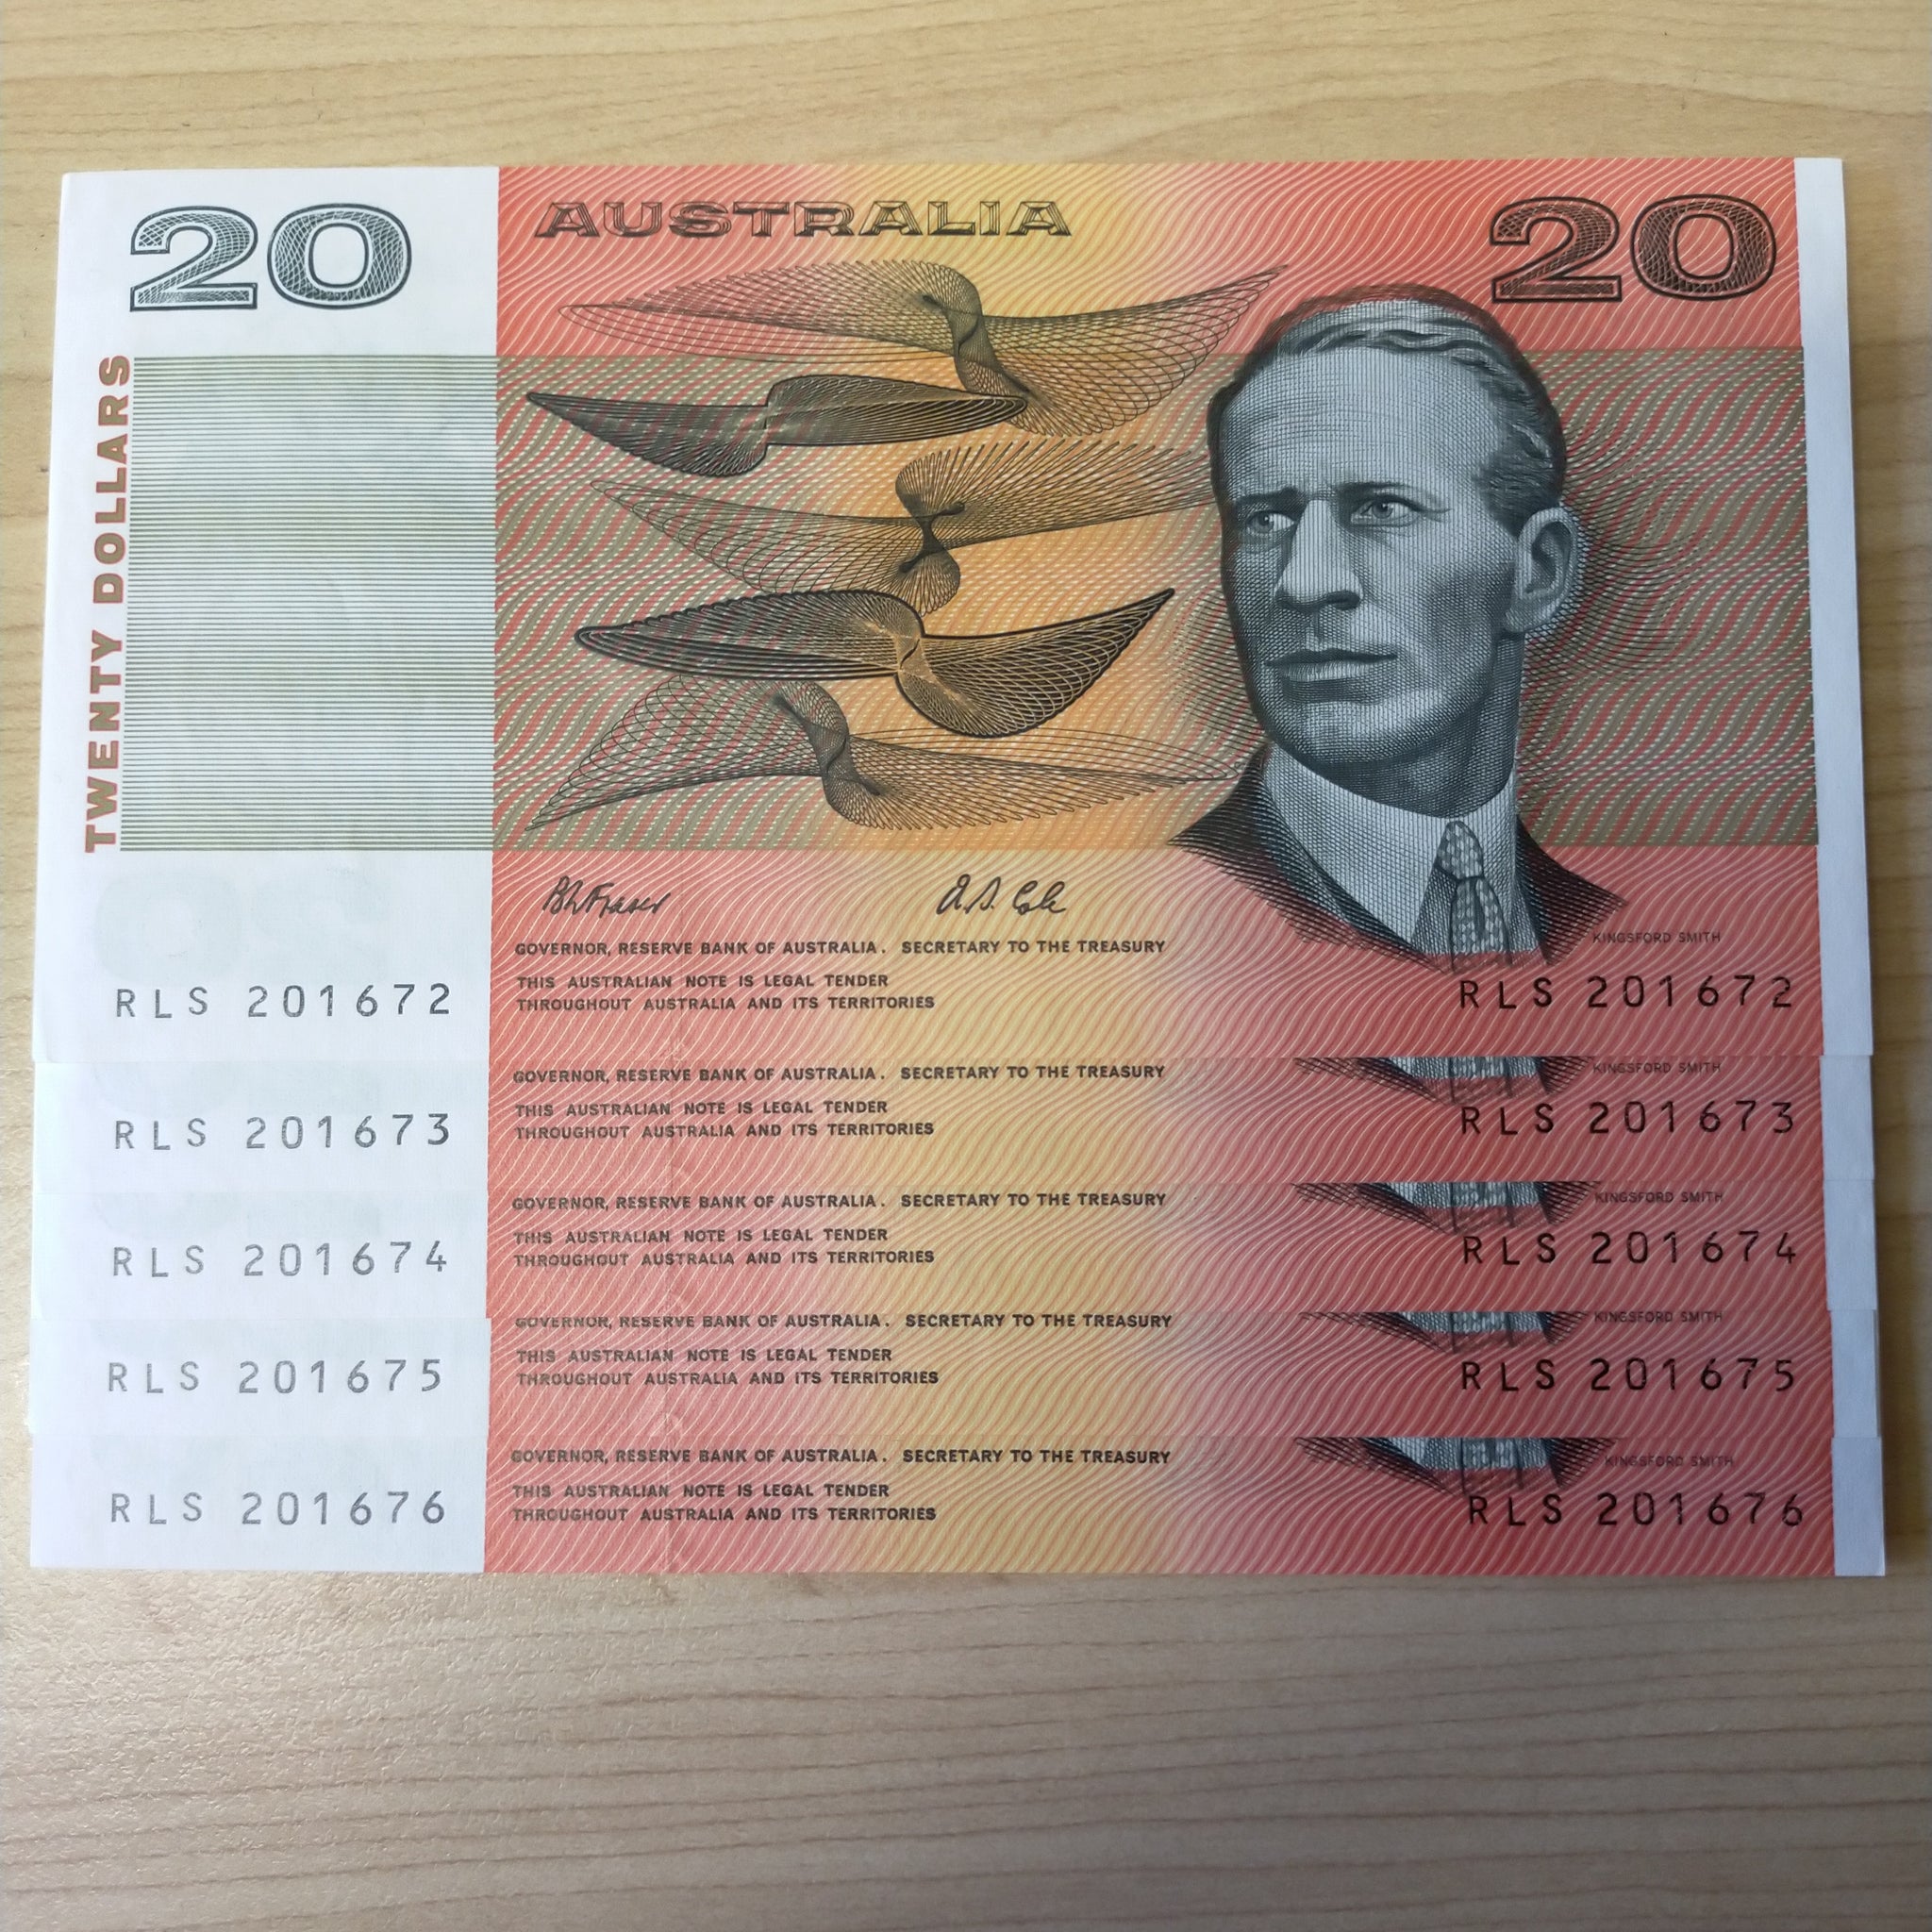 20 AUSTRALIA 20
TWENTY DOLLARS
B.W. Fraser A. S. Cole
GOVERNOR, RESERVE BANK OF AUSTRALIA. SECRETARY TO THE TREASURY
KINGSFORD SMITH
THIS AUSTRALIAN NOTE IS LEGAL TENDER
THROUGHOUT AUSTRALIA AND ITS TERRITORIES
RLS 201672 RLS 201672
GOVERNOR, RESERVE BANK OF AUSTRALIA. SECRETARY TO THE TREASURY
KINGSFORD SMITH
THIS AUSTRALIAN NOTE IS LEGAL TENDER
THROUGHOUT AUSTRALIA AND ITS TERRITORIES
RLS 201673 RLS 201673
GOVERNOR, RESERVE BANK OF AUSTRALIA. SECRETARY TO THE TREASURY
KINGSFORD SMITH
THIS AUSTRALIAN NOTE IS LEGAL TENDER
THROUGHOUT AUSTRALIA AND ITS TERRITORIES
RLS 201674 RLS 201674
GOVERNOR, RESERVE BANK OF AUSTRALIA. SECRETARY TO THE TREASURY
KINGSFORD SMITH
THIS AUSTRALIAN NOTE IS LEGAL TENDER
THROUGHOUT AUSTRALIA AND ITS TERRITORIES
RLS 201675 RLS 201675
GOVERNOR, RESERVE BANK OF AUSTRALIA. SECRETARY TO THE TREASURY
KINGSFORD SMITH
THIS AUSTRALIAN NOTE IS LEGAL TENDER
THROUGHOUT AUSTRALIA AND ITS TERRITORIES
RLS 201676 RLS 201676